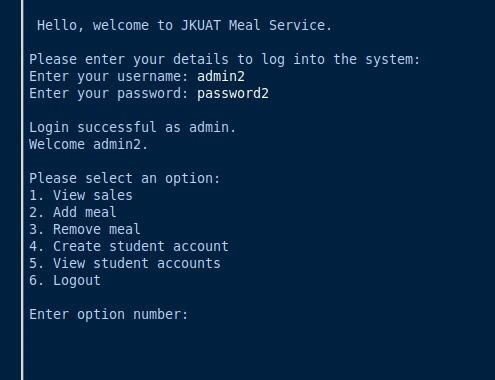 Hello, welcome to JKUAT Meal Service.
Please enter your details to log into the system:
Enter your username: admin2
Enter your password: password2
Login successful as admin.
Welcome admin2.
Please select an option:
1. View sales
2. Add meal
3. Remove meal
4. Create student account
5. View student accounts
6. Logout
Enter option number: